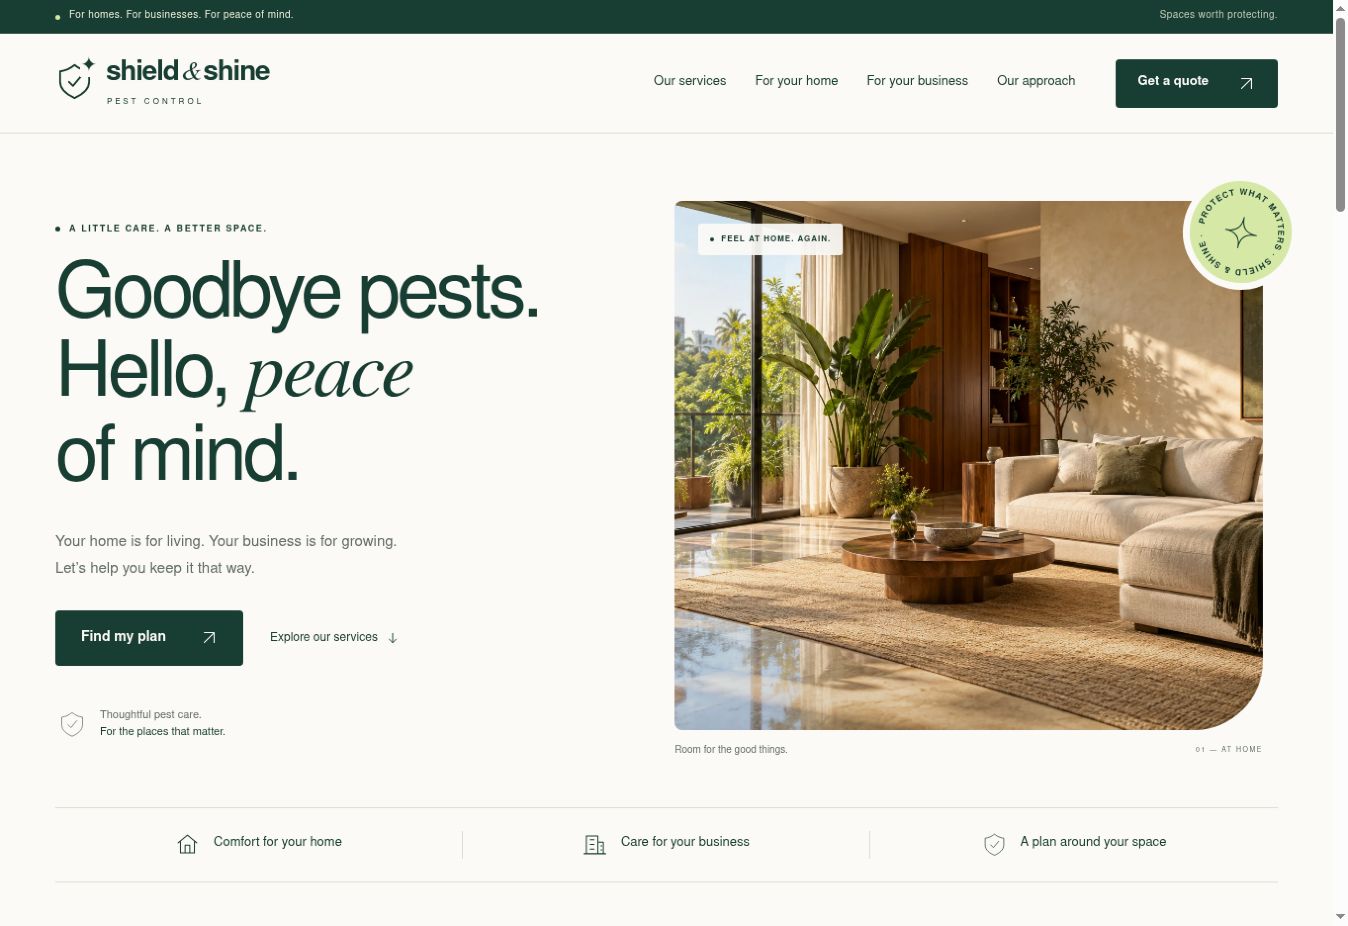 For homes. For businesses. For peace of mind.
Spaces worth protecting.
shield & shine
PEST CONTROL
Our services
For your home
For your business
Our approach
Get a quote
A LITTLE CARE. A BETTER SPACE.
Goodbye pests.
Hello, peace
of mind.
Your home is for living. Your business is for growing.
Let’s help you keep it that way.
Find my plan
Explore our services
Thoughtful pest care.
For the places that matter.
FEEL AT HOME. AGAIN.
PROTECT WHAT MATTERS · SHIELD & SHINE ·
Room for the good things.
01 — AT HOME
Comfort for your home
Care for your business
A plan around your space